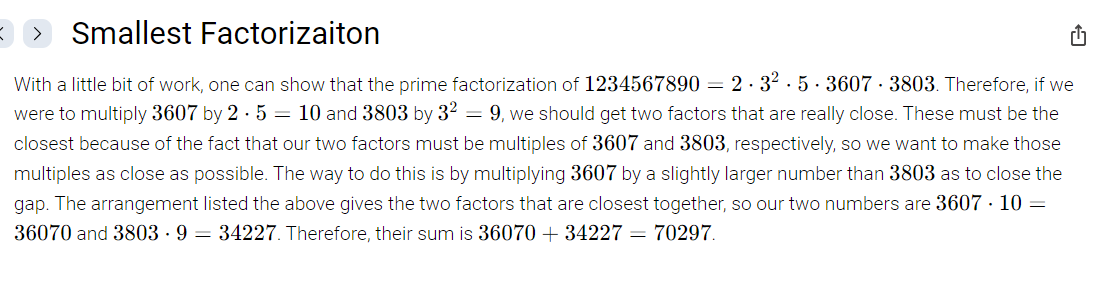 Smallest Factorizaiton
With a little bit of work, one can show that the prime factorization of 1234567890 = 2 · 3² · 5 · 3607 · 3803. Therefore, if we
were to multiply 3607 by 2 · 5 = 10 and 3803 by 3² = 9, we should get two factors that are really close. These must be the
closest because of the fact that our two factors must be multiples of 3607 and 3803, respectively, so we want to make those
multiples as close as possible. The way to do this is by multiplying 3607 by a slightly larger number than 3803 as to close the
gap. The arrangement listed the above gives the two factors that are closest together, so our two numbers are 3607 · 10 =
36070 and 3803 · 9 = 34227. Therefore, their sum is 36070 + 34227 = 70297.